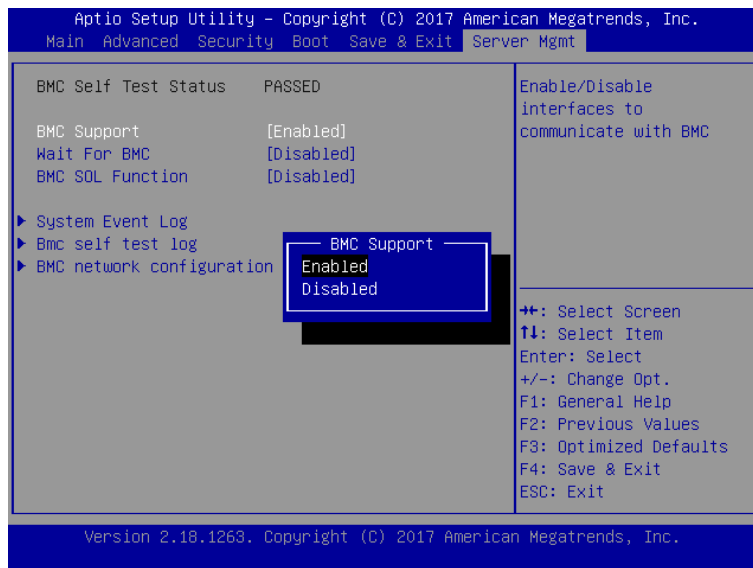 Aptio Setup Utility – Copyright (C) 2017 American Megatrends, Inc.
Main Advanced Security Boot Save & Exit Server Mgmt
BMC Self Test Status PASSED
BMC Support [Enabled]
Wait For BMC [Disabled]
BMC SOL Function [Disabled]
▶ System Event Log
▶ Bmc self test log
▶ BMC network configuration
BMC Support
Enabled
Disabled
Enable/Disable
interfaces to
communicate with BMC
→←: Select Screen
↑↓: Select Item
Enter: Select
+/-: Change Opt.
F1: General Help
F2: Previous Values
F3: Optimized Defaults
F4: Save & Exit
ESC: Exit
Version 2.18.1263. Copyright (C) 2017 American Megatrends, Inc.